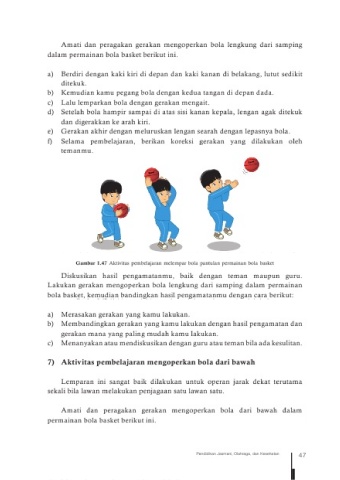 Amati dan peragakan gerakan mengoperkan bola lengkung dari samping
dalam permainan bola basket berikut ini.
a) Berdiri dengan kaki kiri di depan dan kaki kanan di belakang, lutut sedikit
ditekuk.
b) Kemudian kamu pegang bola dengan kedua tangan di depan dada.
c) Lalu lemparkan bola dengan gerakan mengait.
d) Setelah bola hampir sampai di atas sisi kanan kepala, lengan agak ditekuk
dan digerakkan ke arah kiri.
e) Gerakan akhir dengan meluruskan lengan searah dengan lepasnya bola.
f) Selama pembelajaran, berikan koreksi gerakan yang dilakukan oleh
temanmu.
Gambar 1.47 Aktivitas pembelajaran melempar bola pantulan permainan bola basket
Diskusikan hasil pengamatanmu, baik dengan teman maupun guru.
Lakukan gerakan mengoperkan bola lengkung dari samping dalam permainan
bola basket, kemudian bandingkan hasil pengamatanmu dengan cara berikut:
a) Merasakan gerakan yang kamu lakukan.
b) Membandingkan gerakan yang kamu lakukan dengan hasil pengamatan dan
gerakan mana yang paling mudah kamu lakukan.
c) Menanyakan atau mendiskusikan dengan guru atau teman bila ada kesulitan.
7) Aktivitas pembelajaran mengoperkan bola dari bawah
Lemparan ini sangat baik dilakukan untuk operan jarak dekat terutama
sekali bila lawan melakukan penjagaan satu lawan satu.
Amati dan peragakan gerakan mengoperkan bola dari bawah dalam
permainan bola basket berikut ini.
Pendidikan Jasmani, Olahraga, dan Kesehatan 47